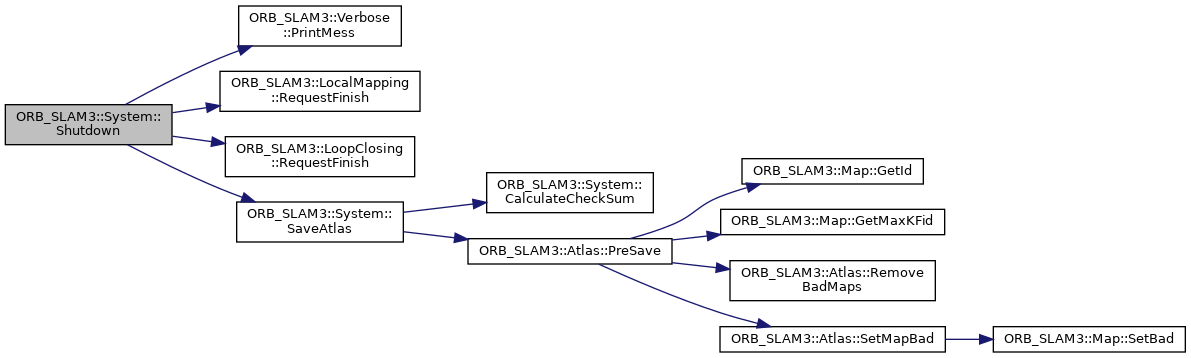 ORB_SLAM3::System::
Shutdown
ORB_SLAM3::Verbose
::PrintMess
ORB_SLAM3::LocalMapping
::RequestFinish
ORB_SLAM3::LoopClosing
::RequestFinish
ORB_SLAM3::System::
SaveAtlas
ORB_SLAM3::System::
CalculateCheckSum
ORB_SLAM3::Atlas::PreSave
ORB_SLAM3::Map::GetId
ORB_SLAM3::Map::GetMaxKFid
ORB_SLAM3::Atlas::Remove
BadMaps
ORB_SLAM3::Atlas::SetMapBad
ORB_SLAM3::Map::SetBad